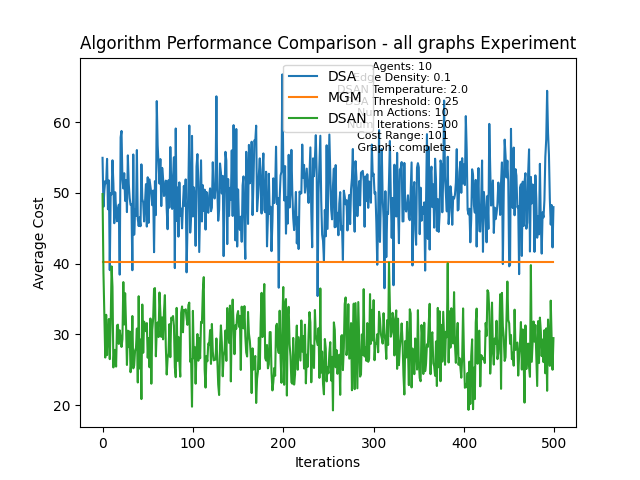 Algorithm Performance Comparison - all graphs Experiment
DSA
MGM
DSAN
Agents: 10
Edge Density: 0.1
DSAN Temperature: 2.0
DSA Threshold: 0.25
Num Actions: 10
Num Iterations: 500
Cost Range: 101
Graph: complete
Average Cost
60
50
40
30
20
0
100
200
300
400
500
Iterations